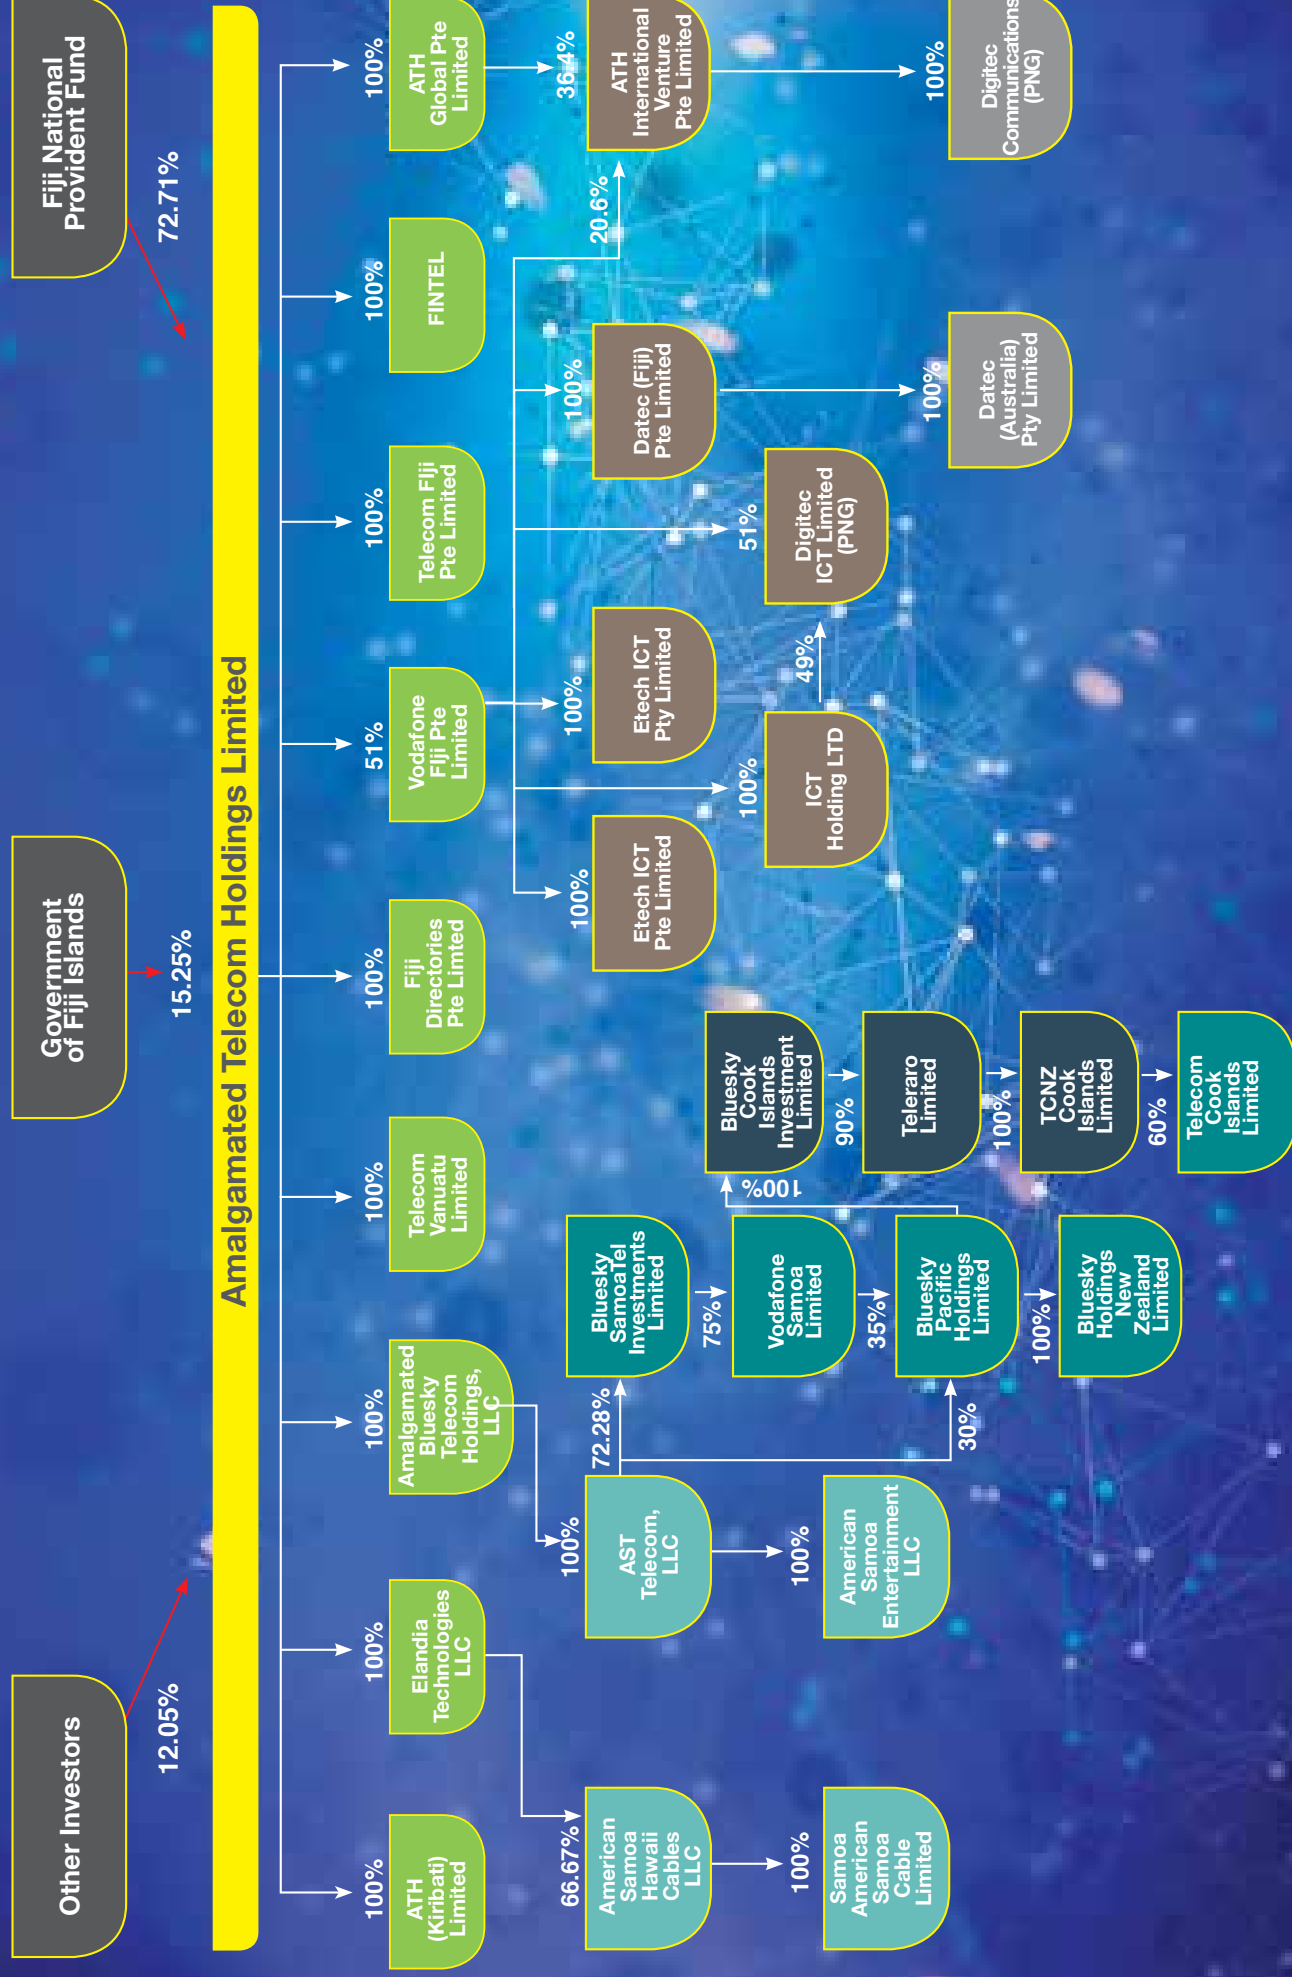 Other Investors
12.05%
Government
of Fiji Islands
15.25%
Fiji National
Provident Fund
72.71%
Amalgamated Telecom Holdings Limited
100%
ATH
(Kiribati)
Limited
100%
Elandia
Technologies
LLC
100%
Amalgamated
Bluesky
Telecom
Holdings,
LLC
100%
Telecom
Vanuatu
Limited
100%
Fiji
Directories
Pte Limted
51%
Vodafone
Fiji Pte
Limited
100%
Telecom Fiji
Pte Limited
100%
FINTEL
100%
ATH
Global Pte
Limited
66.67%
American
Samoa
Hawaii
Cables
LLC
100%
Samoa
American
Samoa
Cable
Limited
100%
AST
Telecom,
LLC
100%
American
Samoa
Entertainment
LLC
72.28%
30%
Bluesky
SamoaTel
Investments
Limited
75%
Vodafone
Samoa
Limited
35%
Bluesky
Pacific
Holdings
Limited
100%
Bluesky
Holdings
New
Zealand
Limited
100%
Bluesky
Cook
Islands
Investment
Limited
90%
Teleraro
Limited
100%
TCNZ
Cook
Islands
Limited
60%
Telecom
Cook
Islands
Limited
100%
Etech ICT
Pte Limited
100%
ICT
Holding LTD
49%
100%
Etech ICT
Pty Limited
51%
Digitec
ICT Limited
(PNG)
100%
Datec (Fiji)
Pte Limited
100%
Datec
(Australia)
Pty Limited
20.6%
36.4%
ATH
International
Venture
Pte Limited
100%
Digitec
Communications
(PNG)